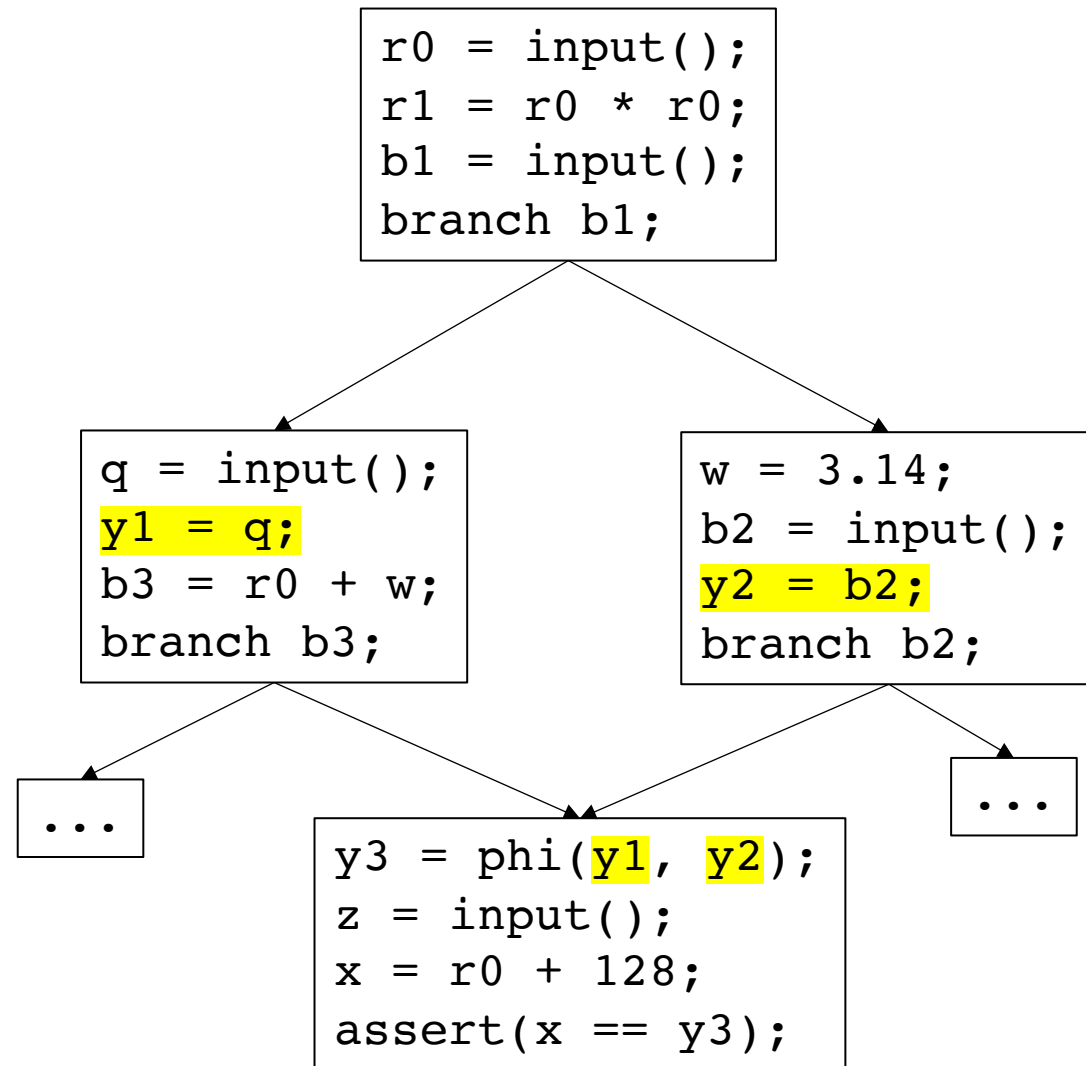 r0 = input();
r1 = r0 * r0;
b1 = input();
branch b1;
q = input();
y1 = q;
b3 = r0 + w;
branch b3;
w = 3.14;
b2 = input();
y2 = b2;
branch b2;
...
...
y3 = phi(y1, y2);
z = input();
x = r0 + 128;
assert(x == y3);